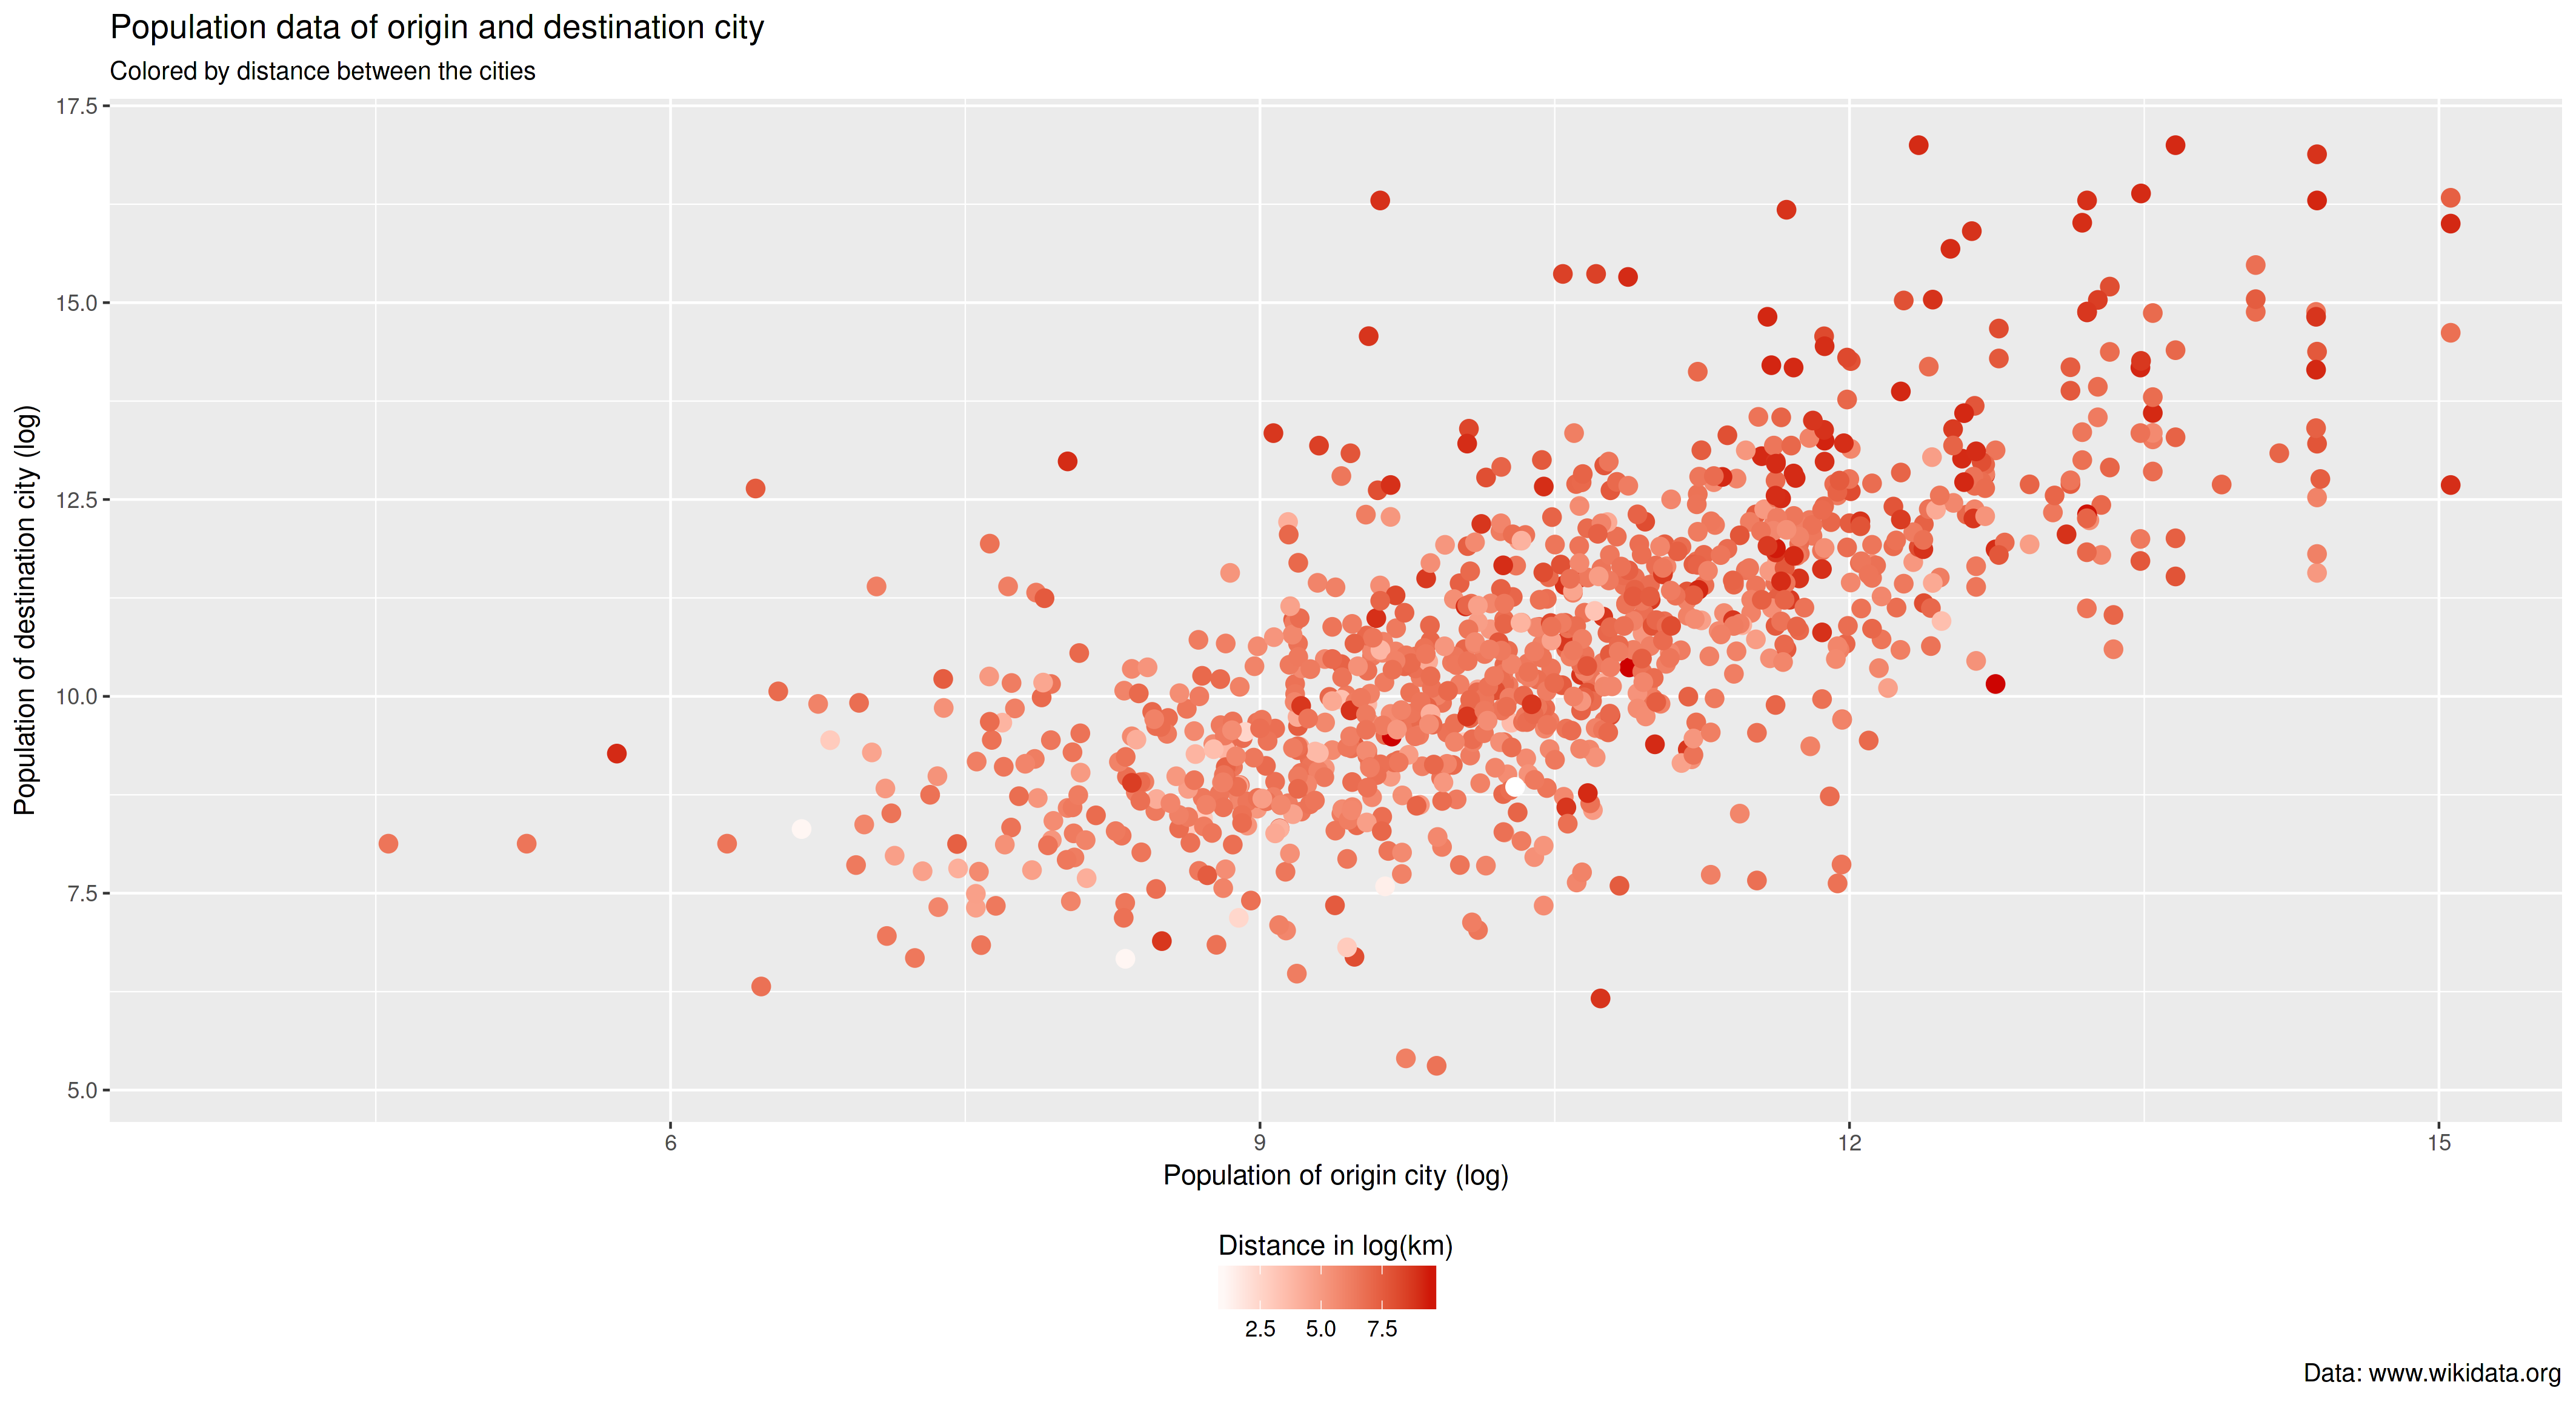 Population data of origin and destination city
Colored by distance between the cities
Population of destination city (log)
17.5
15.0
12.5
10.0
7.5
5.0
6 9 12 15
Population of origin city (log)
Distance in log(km)
2.5 5.0 7.5
Data: www.wikidata.org